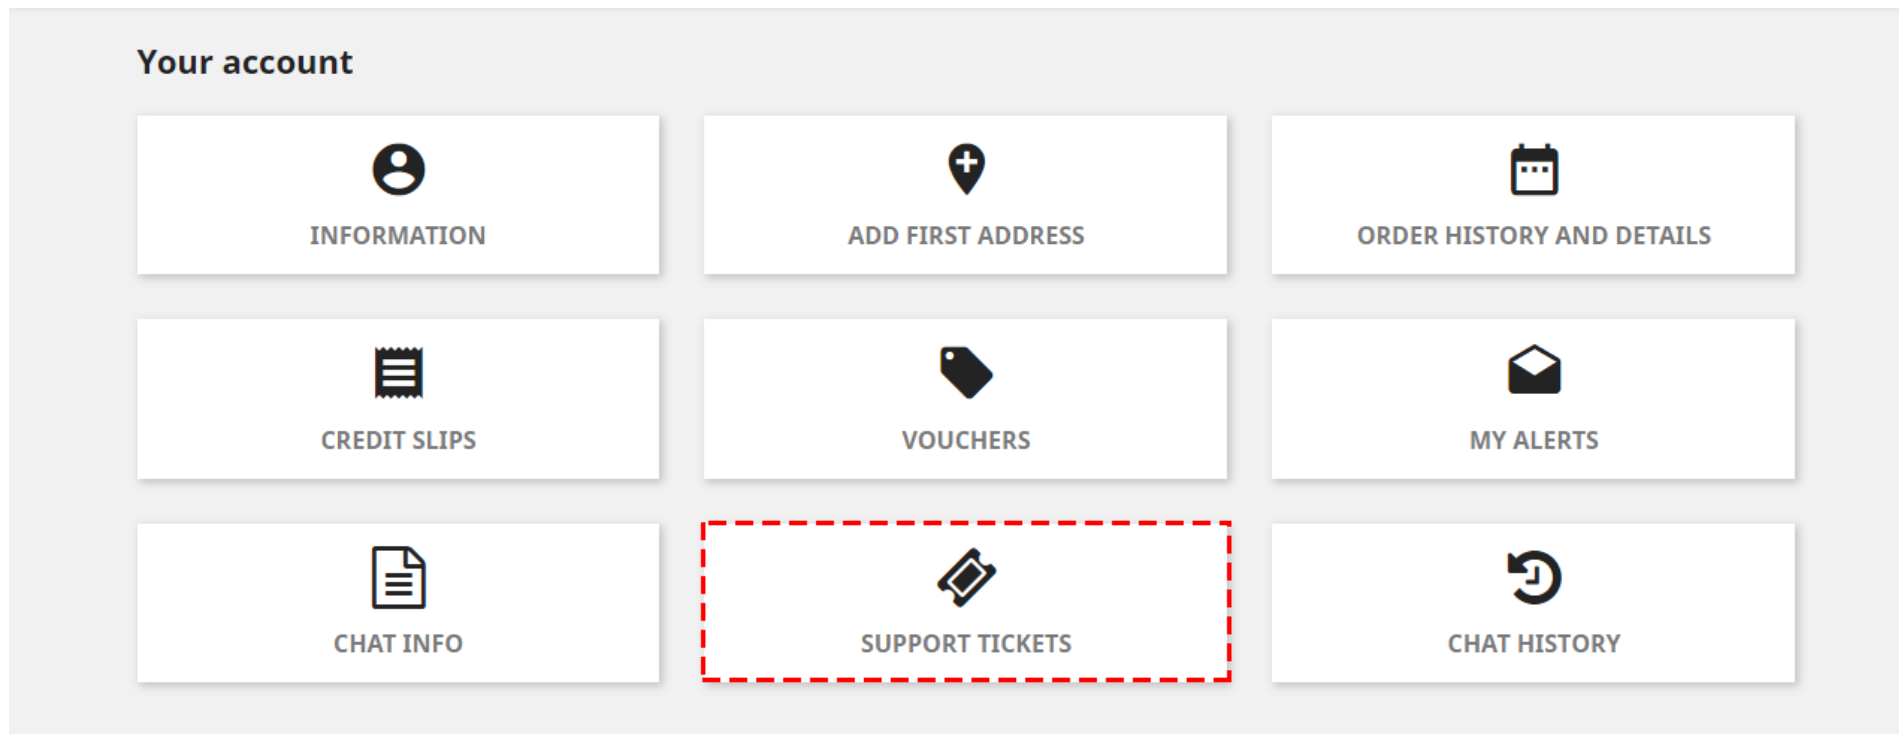 Your account
INFORMATION
ADD FIRST ADDRESS
ORDER HISTORY AND DETAILS
CREDIT SLIPS
VOUCHERS
MY ALERTS
CHAT INFO
SUPPORT TICKETS
CHAT HISTORY